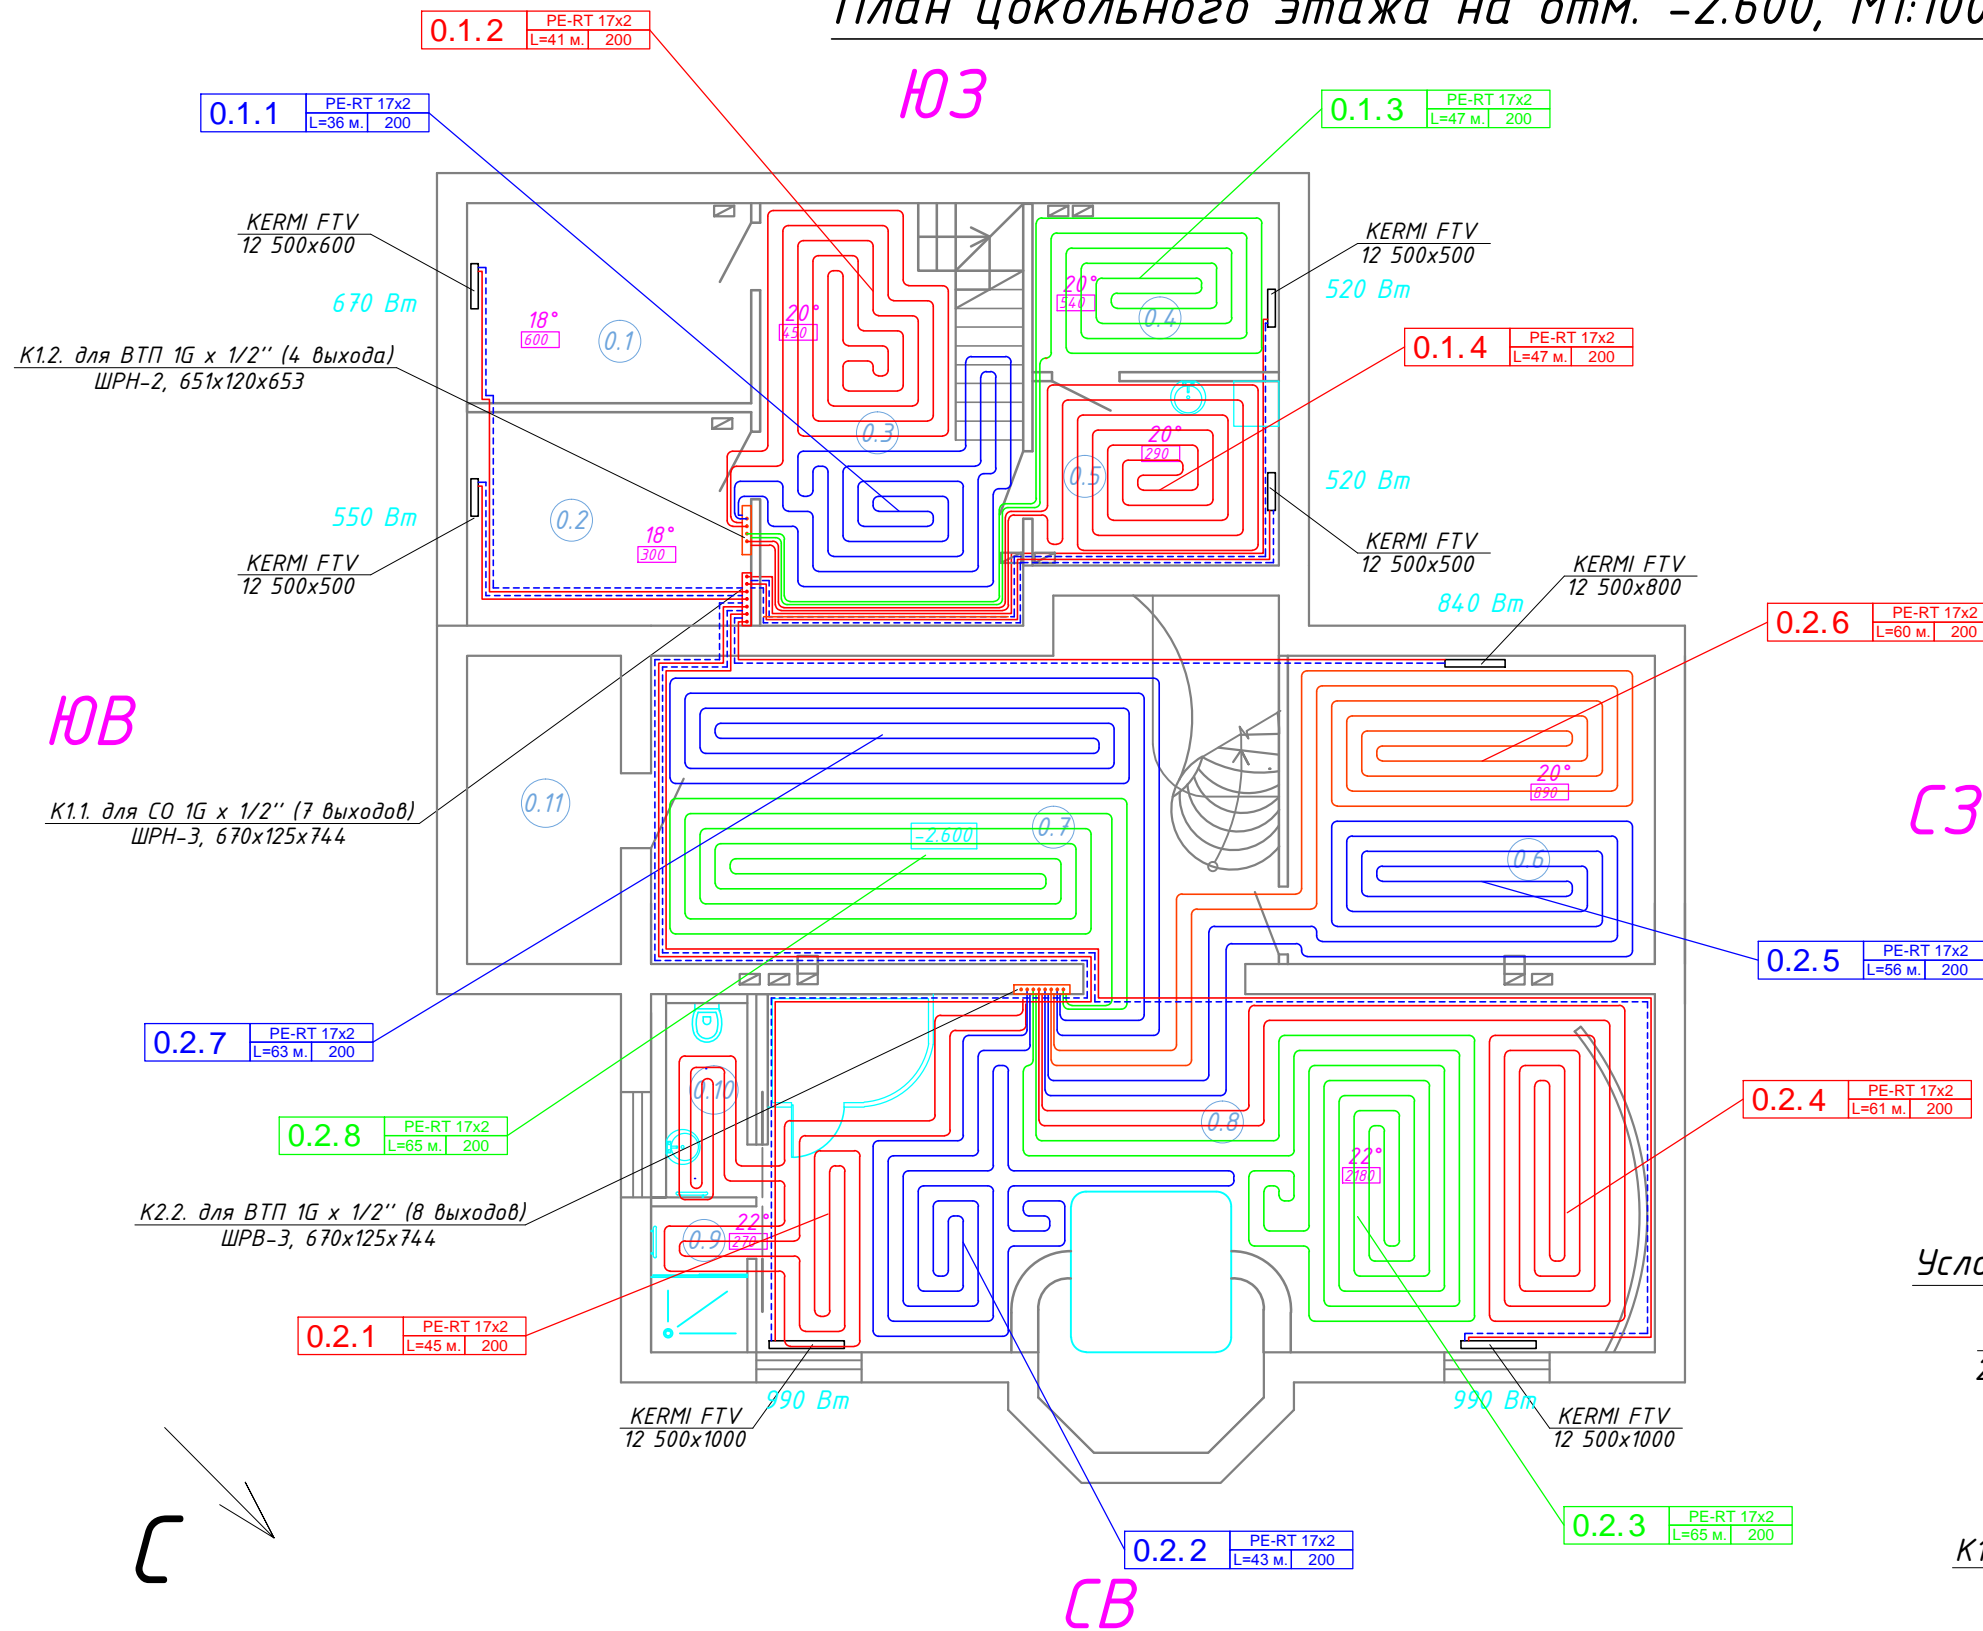 План цокольного этажа на отм. -2.600, М1:100
ЮЗ
0.1.2
PE-RT 17x2
L=41 м.
200
0.1.1
PE-RT 17x2
L=36 м.
200
0.1.3
PE-RT 17x2
L=47 м.
200
KERMI FTV
12 500x600
670 Вт
KERMI FTV
12 500x500
520 Вт
18°
600
0.1
20°
450
20°
540
0.4
0.1.4
PE-RT 17x2
L=47 м.
200
К1.2. для ВТП 1G x 1/2'' (4 выхода)
ШРН-2, 651x120x653
0.3
20°
290
0.5
520 Вт
550 Вт
0.2
18°
300
KERMI FTV
12 500x500
KERMI FTV
12 500x500
KERMI FTV
12 500x800
840 Вт
0.2.6
PE-RT 17x2
L=60 м.
200
ЮВ
20°
890
СЗ
0.11
К1.1. для СО 1G x 1/2'' (7 выходов)
ШРН-3, 670x125x744
-2.600
0.7
0.6
0.2.5
PE-RT 17x2
L=56 м.
200
0.2.7
PE-RT 17x2
L=63 м.
200
0.10
0.2.4
PE-RT 17x2
L=61 м.
200
0.2.8
PE-RT 17x2
L=65 м.
200
0.8
22°
2180
К2.2. для ВТП 1G x 1/2'' (8 выходов)
ШРВ-3, 670x125x744
0.9
22°
270
Усло
0.2.1
PE-RT 17x2
L=45 м.
200
990 Вт
KERMI FTV
12 500x1000
990 Вт
KERMI FTV
12 500x1000
С
0.2.2
PE-RT 17x2
L=43 м.
200
0.2.3
PE-RT 17x2
L=65 м.
200
К1
СВ